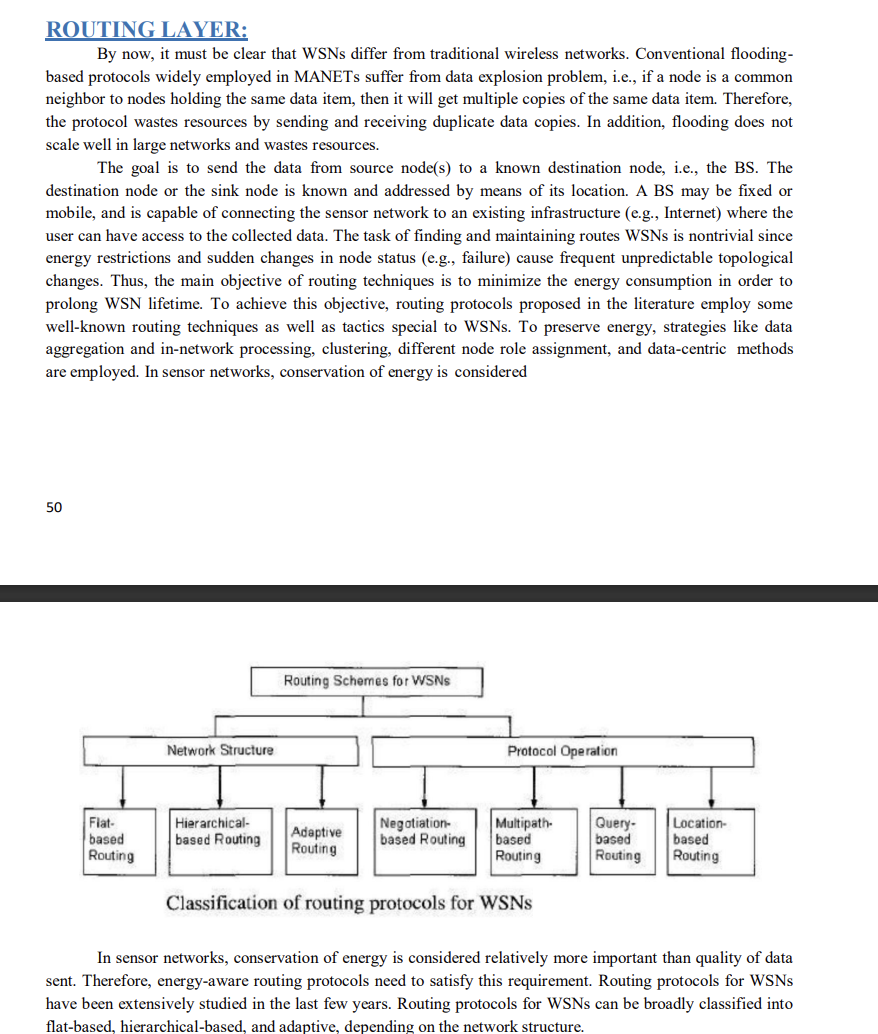 ROUTING LAYER:
By now, it must be clear that WSNs differ from traditional wireless networks. Conventional flooding-
based protocols widely employed in MANETs suffer from data explosion problem, i.e., if a node is a common
neighbor to nodes holding the same data item, then it will get multiple copies of the same data item. Therefore,
the protocol wastes resources by sending and receiving duplicate data copies. In addition, flooding does not
scale well in large networks and wastes resources.
The goal is to send the data from source node(s) to a known destination node, i.e., the BS. The
destination node or the sink node is known and addressed by means of its location. A BS may be fixed or
mobile, and is capable of connecting the sensor network to an existing infrastructure (e.g., Internet) where the
user can have access to the collected data. The task of finding and maintaining routes WSNs is nontrivial since
energy restrictions and sudden changes in node status (e.g., failure) cause frequent unpredictable topological
changes. Thus, the main objective of routing techniques is to minimize the energy consumption in order to
prolong WSN lifetime. To achieve this objective, routing protocols proposed in the literature employ some
well-known routing techniques as well as tactics special to WSNs. To preserve energy, strategies like data
aggregation and in-network processing, clustering, different node role assignment, and data-centric methods
are employed. In sensor networks, conservation of energy is considered
50
Routing Schemes for WSNs
Network Structure
Protocol Operation
Flat-
based
Routing
Hierarchical-
based Routing
Adaptive
Routing
Negotiation-
based Routing
Multipath-
based
Routing
Query-
based
Routing
Location-
based
Routing
Classification of routing protocols for WSNs
In sensor networks, conservation of energy is considered relatively more important than quality of data
sent. Therefore, energy-aware routing protocols need to satisfy this requirement. Routing protocols for WSNs
have been extensively studied in the last few years. Routing protocols for WSNs can be broadly classified into
flat-based, hierarchical-based, and adaptive, depending on the network structure.